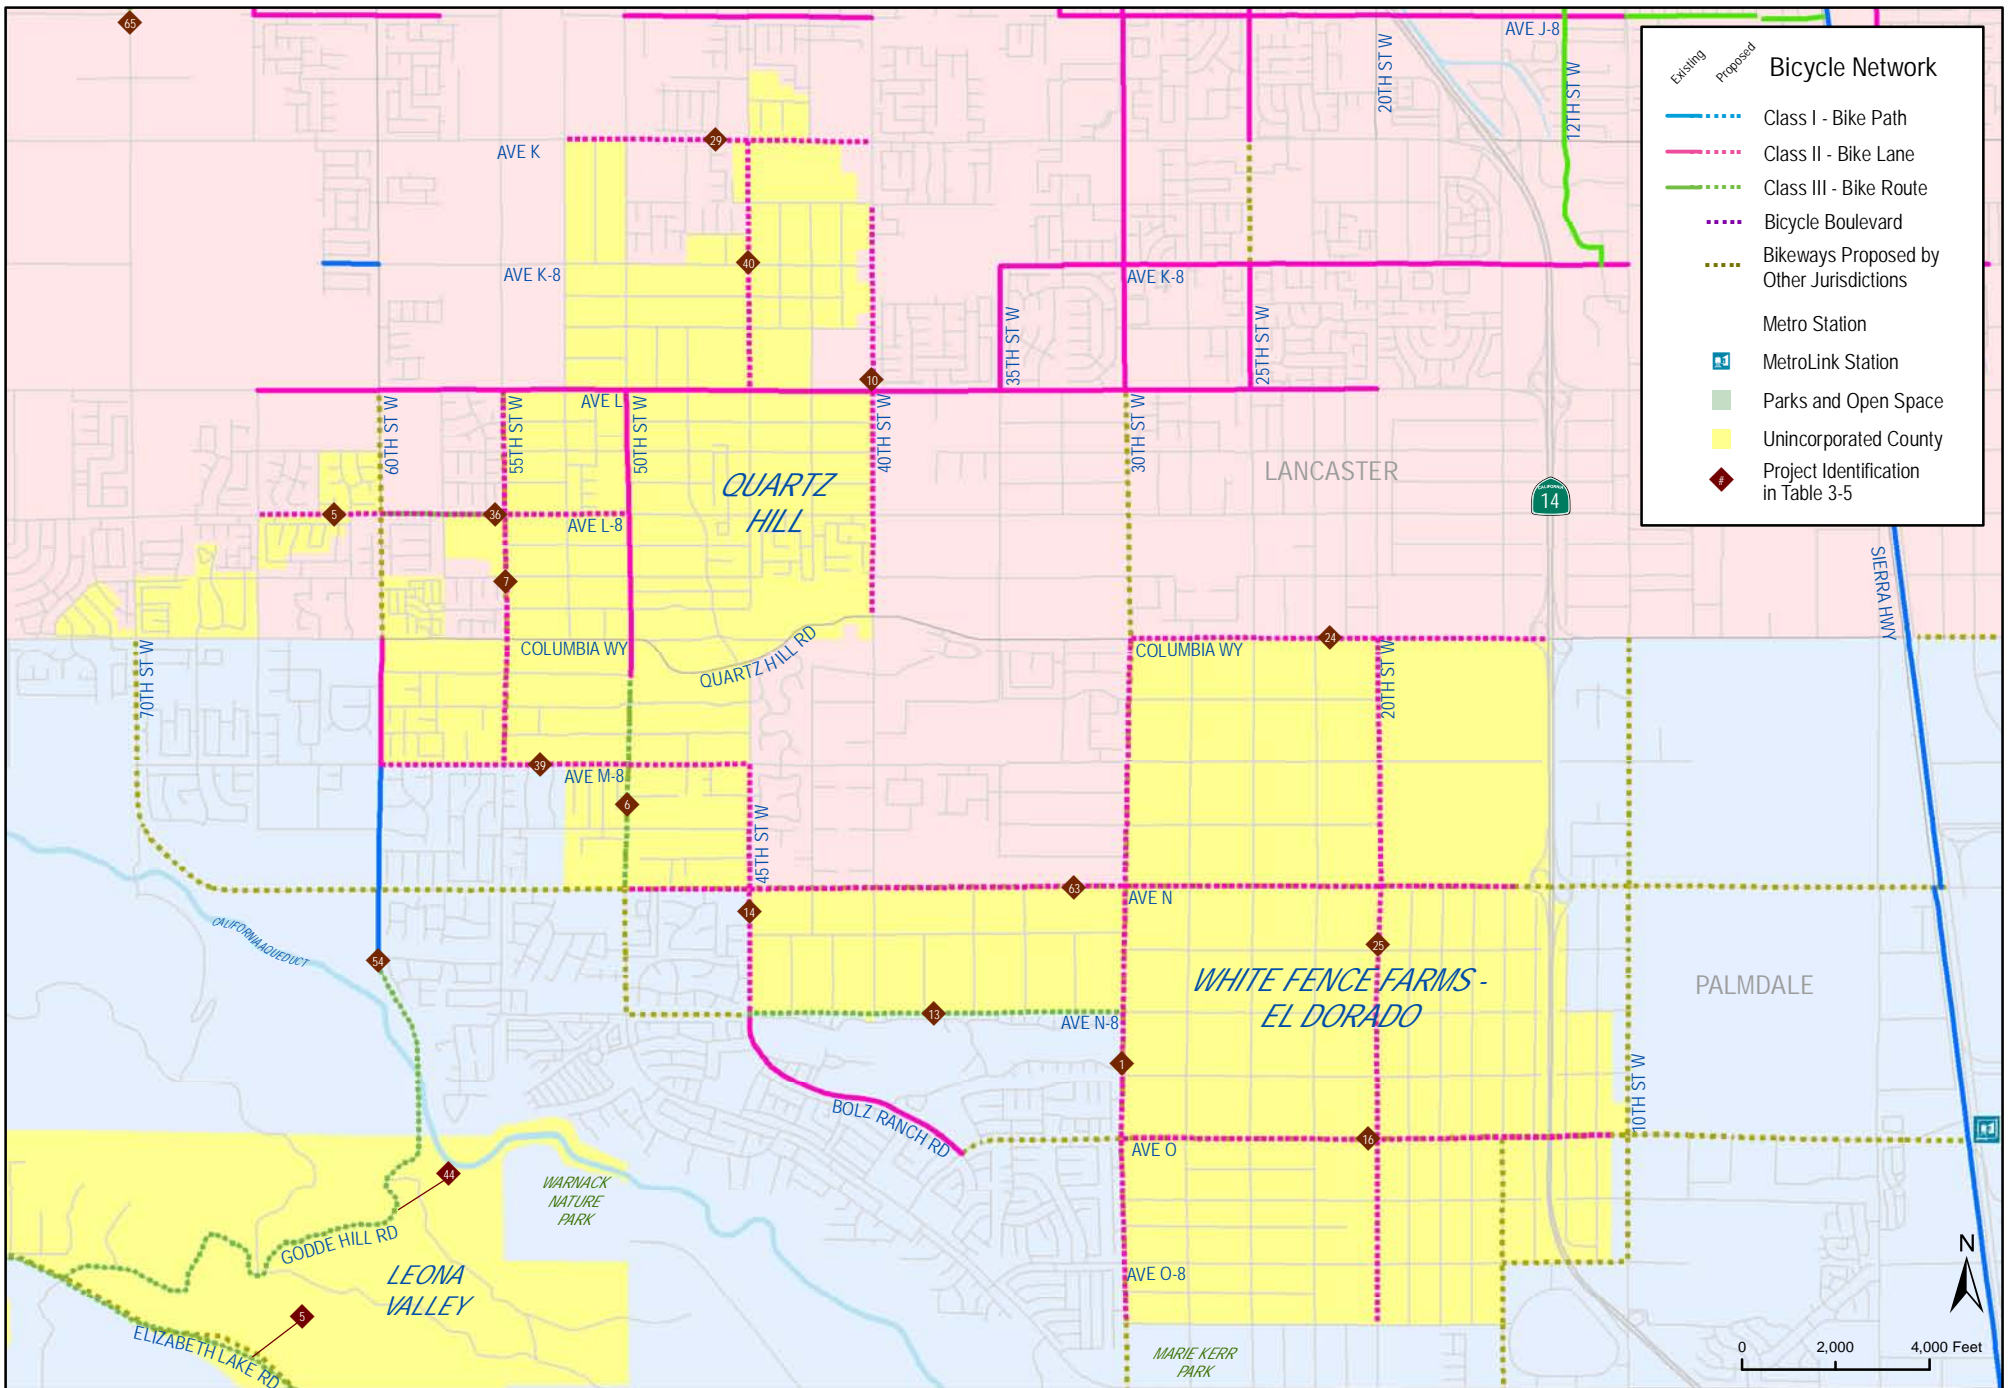 65
AVE J-8
20TH ST W
12TH ST W
Existing
Proposed
Bicycle Network
Class I - Bike Path
Class II - Bike Lane
Class III - Bike Route
Bicycle Boulevard
Bikeways Proposed by
Other Jurisdictions
Metro Station
MetroLink Station
Parks and Open Space
Unincorporated County
#
Project Identification
in Table 3-5
AVE K
29
40
AVE K-8
AVE K-8
35TH ST W
25TH ST W
10
AVE L
60TH ST W
55TH ST W
50TH ST W
40TH ST W
30TH ST W
QUARTZ
HILL
LANCASTER
CALIFORNIA
14
5
36
AVE L-8
7
SIERRA HWY
70TH ST W
COLUMBIA WY
QUARTZ HILL RD
COLUMBIA WY
24
20TH ST W
39
AVE M-8
6
45TH ST W
63
AVE N
14
CALIFORNIA AQUEDUCT
54
25
WHITE FENCE FARMS -
EL DORADO
PALMDALE
13
AVE N-8
1
10TH ST W
BOLZ RANCH RD
AVE O
16
44
WARNACK
NATURE
PARK
GODDE HILL RD
LEONA
VALLEY
AVE O-8
5
ELIZABETH LAKE RD
MARIE KERR
PARK
N
0
2,000
4,000 Feet